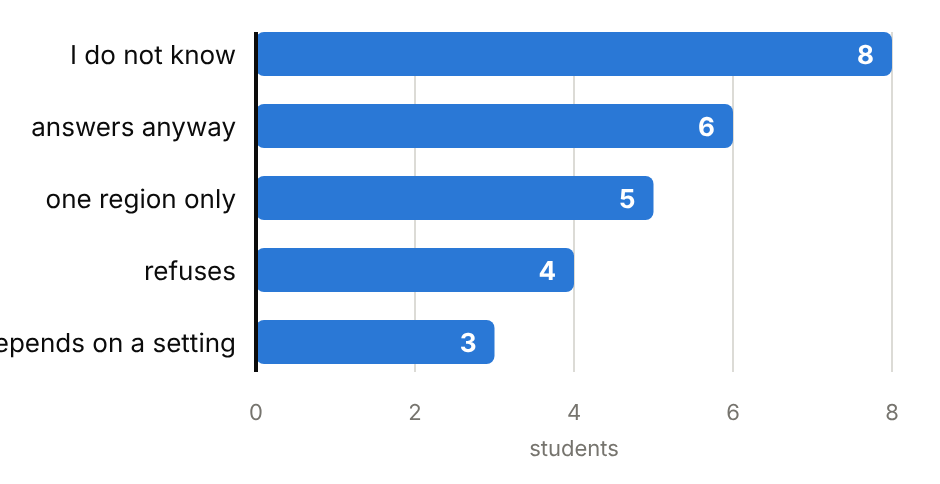 I do not know
8
answers anyway
6
one region only
5
refuses
4
epends on a setting
3
0 2 4 6 8
students